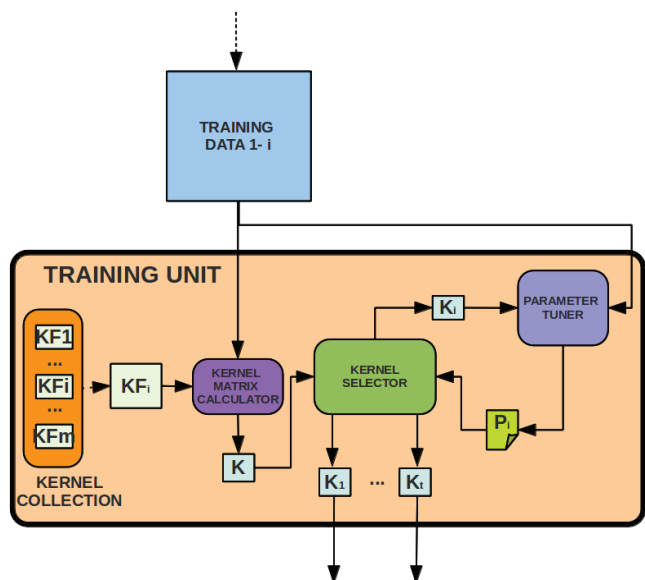 TRAINING
DATA 1- i
TRAINING UNIT
KF1
...
KFi
...
KFm
KERNEL
COLLECTION
KFi
KERNEL
MATRIX
CALCULATOR
K
KERNEL
SELECTOR
Ki
PARAMETER
TUNER
Pi
K1
...
Kt